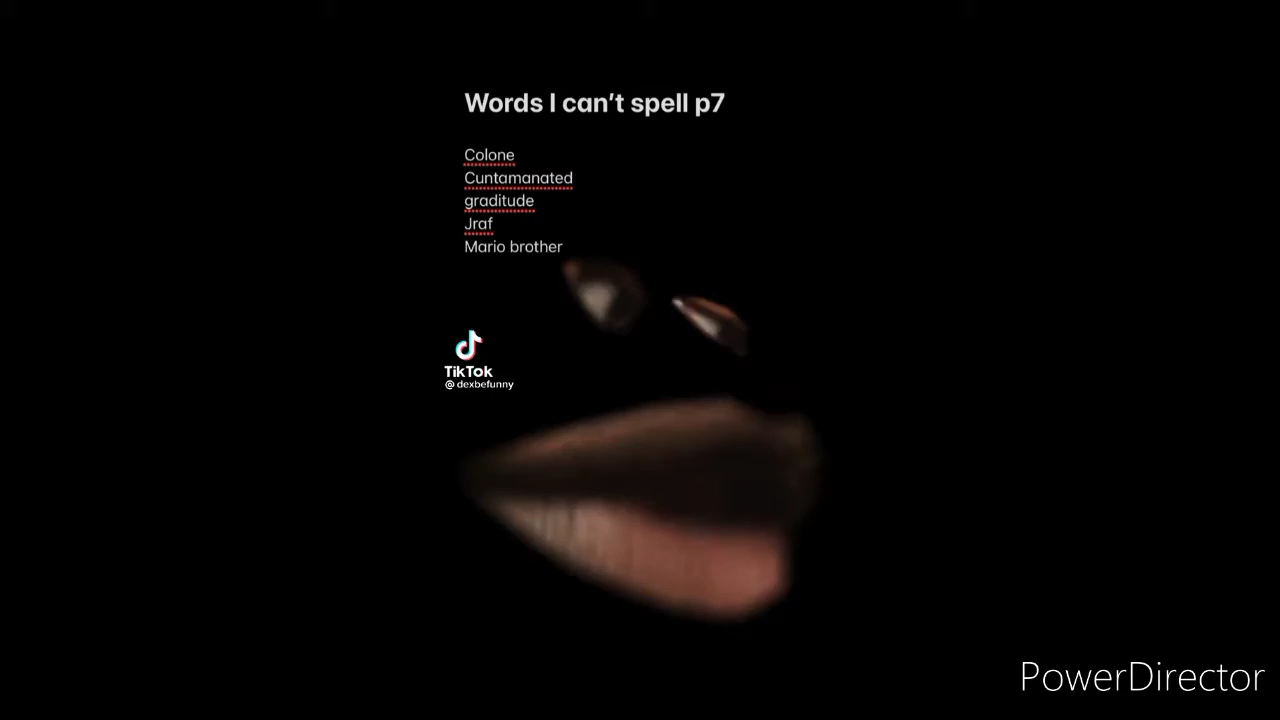 Words I can't spell p7
Colone
Cuntamanated
graditude
Jraf
Mario brother
TikTok
@dexbefunny
PowerDirector